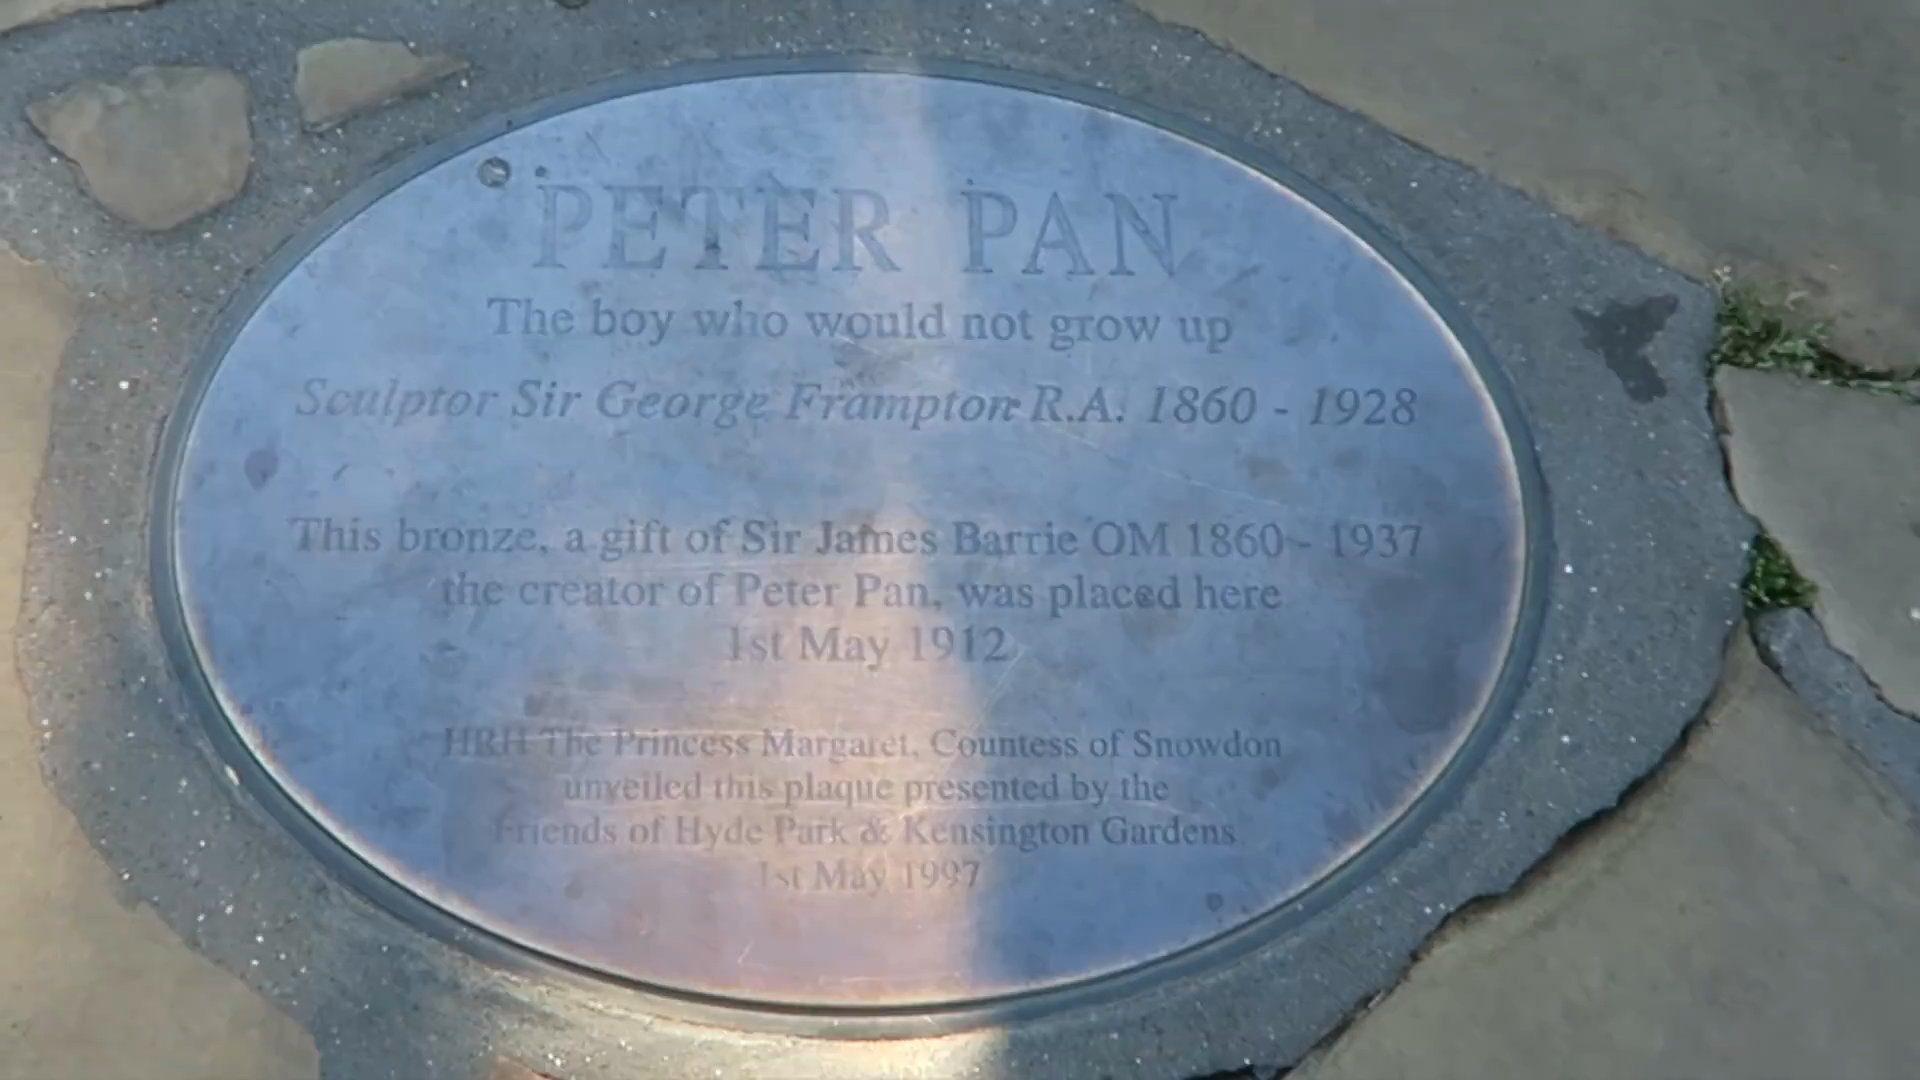 PETER PAN
The boy who would not grow up
Sculptor Sir George Frampton R.A. 1860 - 1928
This bronze, a gift of Sir James Barrie OM 1860 - 1937
the creator of Peter Pan, was placed here
1st May 1912
HRH The Princess Margaret, Countess of Snowdon
unveiled this plaque presented by the
Friends of Hyde Park & Kensington Gardens
1st May 1997